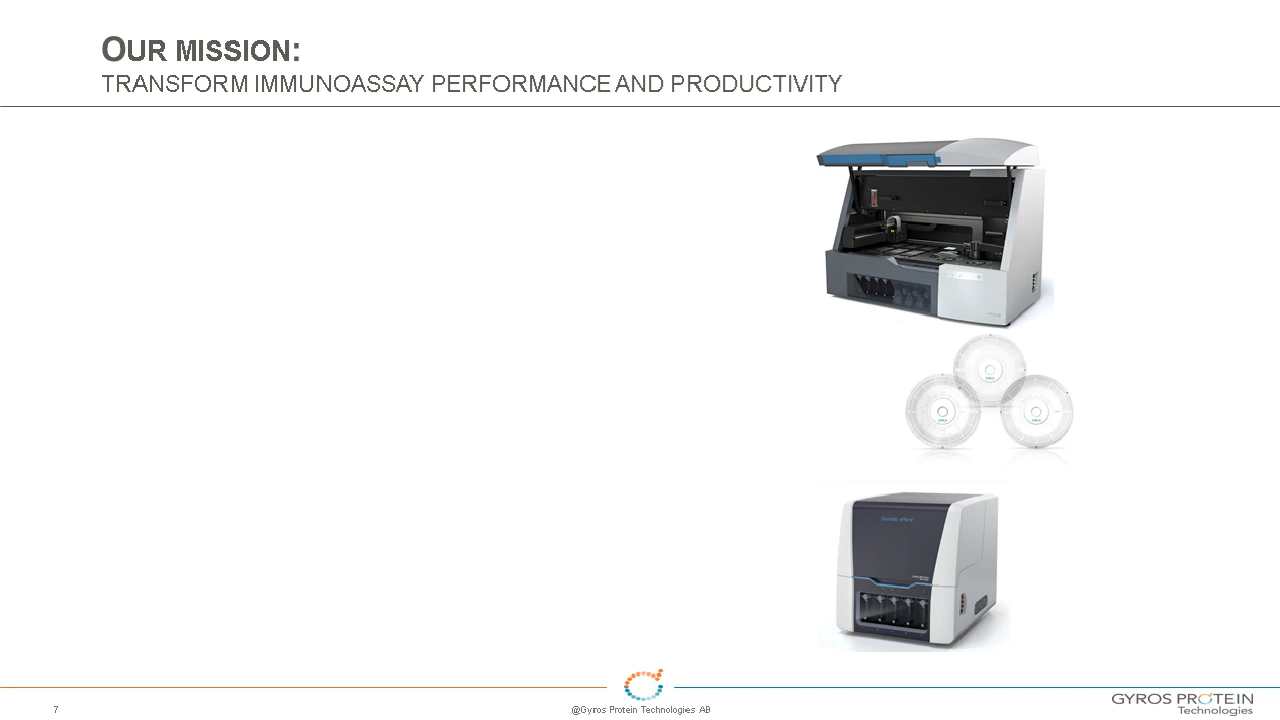 OUR MISSION:
TRANSFORM IMMUNOASSAY PERFORMANCE AND PRODUCTIVITY
7
@Gyros Protein Technologies AB
GYROS PROTEIN
Technologies